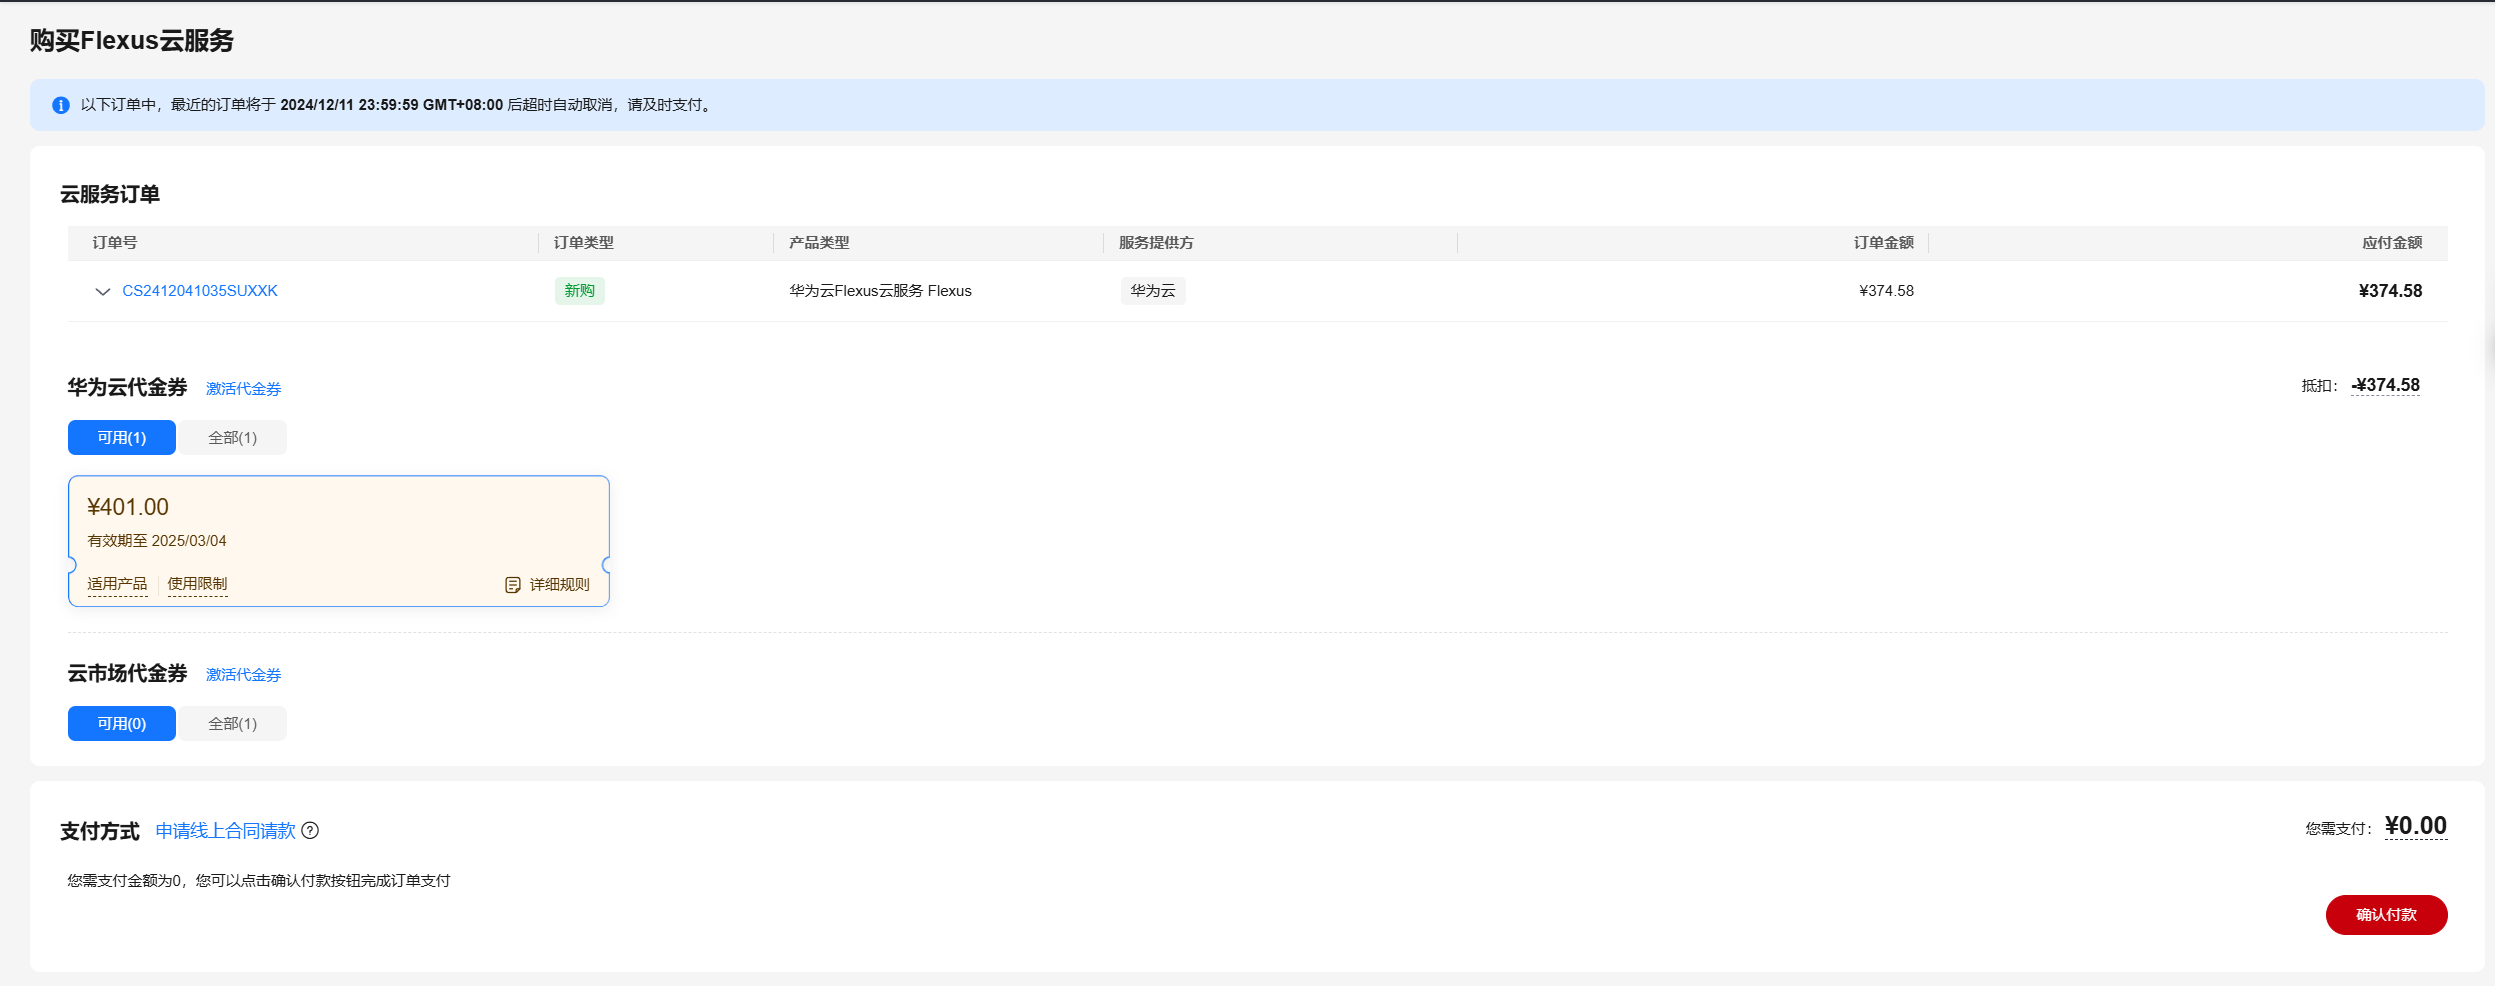 购买Flexus云服务
以下订单中，最近的订单将于 2024/12/11 23:59:59 GMT+08:00 后超时自动取消，请及时支付。
云服务订单
订单号 订单类型 产品类型 服务提供方 订单金额 应付金额
CS2412041035SUXXK 新购 华为云Flexus云服务 Flexus 华为云 ¥374.58 ¥374.58
华为云代金券 激活代金券 抵扣： -¥374.58
可用(1) 全部(1)
¥401.00
有效期至 2025/03/04
适用产品 使用限制 详细规则
云市场代金券 激活代金券
可用(0) 全部(1)
支付方式 申请线上合同请款 您需支付： ¥0.00
您需支付金额为0，您可以点击确认付款按钮完成订单支付
确认付款